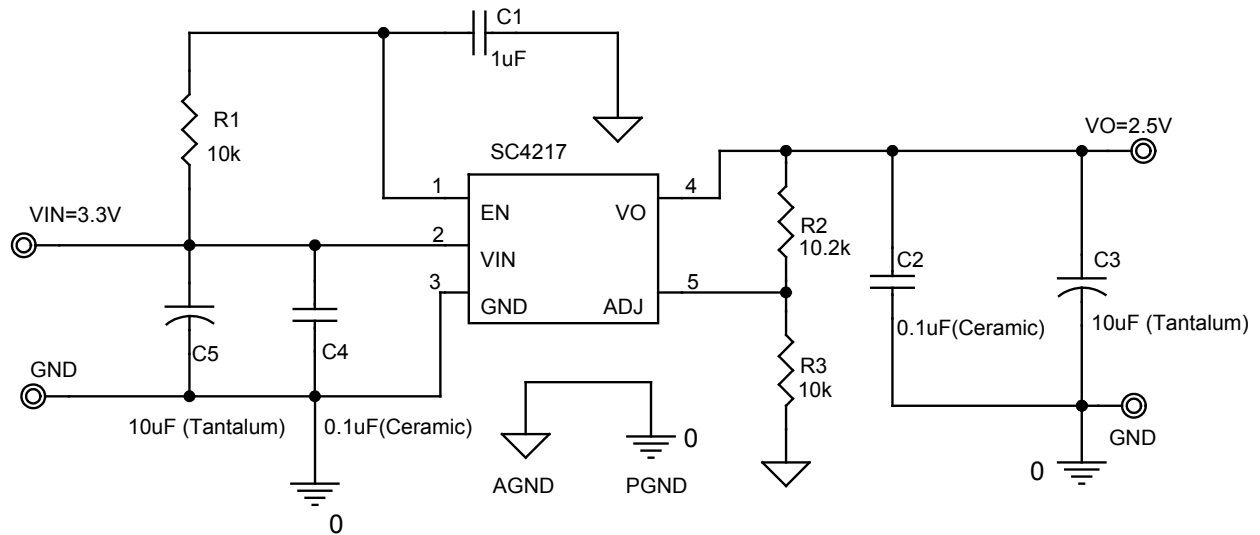 C1
1uF
R1
10k
SC4217
VO=2.5V
1
4
EN
VO
VIN=3.3V
2
R2
10.2k
VIN
C2
C3
3
5
GND
ADJ
0.1uF(Ceramic)
10uF (Tantalum)
C5
C4
GND
R3
10k
10uF (Tantalum)
0.1uF(Ceramic)
0
GND
AGND
PGND
0
0